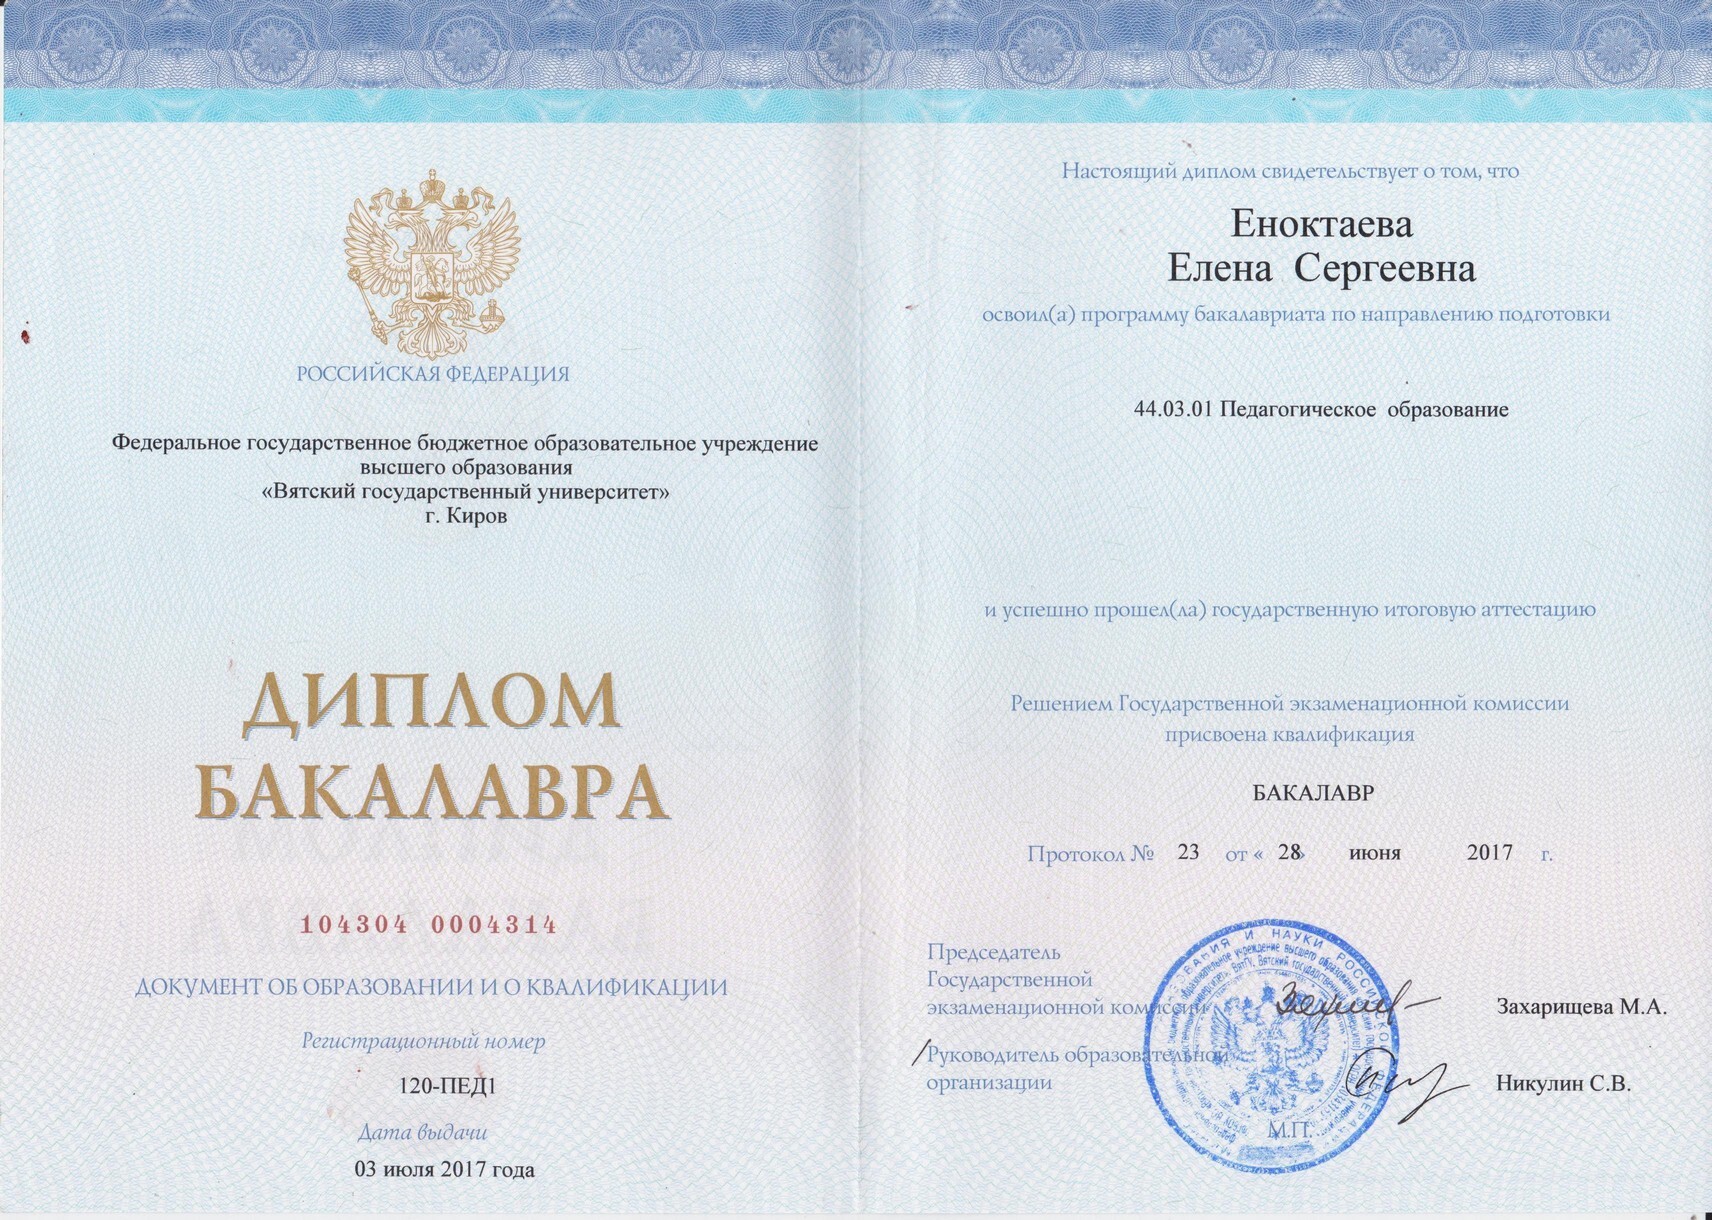 РОССИЙСКАЯ ФЕДЕРАЦИЯ
Федеральное государственное бюджетное образовательное учреждение
высшего образования
«Вятский государственный университет»
г. Киров
ДИПЛОМ
БАКАЛАВРА
104304 0004314
ДОКУМЕНТ ОБ ОБРАЗОВАНИИ И О КВАЛИФИКАЦИИ
Регистрационный номер
120-ПЕД1
Дата выдачи
03 июля 2017 года
Настоящий диплом свидетельствует о том, что
Еноктаева
Елена Сергеевна
освоил(а) программу бакалавриата по направлению подготовки
44.03.01 Педагогическое образование
и успешно прошел(ла) государственную итоговую аттестацию
Решением Государственной экзаменационной комиссии
присвоена квалификация
БАКАЛАВР
Протокол № 23 от « 28 » июня 2017 г.
Председатель
Государственной
экзаменационной комиссии
Захарищева М.А.
Руководитель образовательной
организации
Никулин С.В.
М.П.